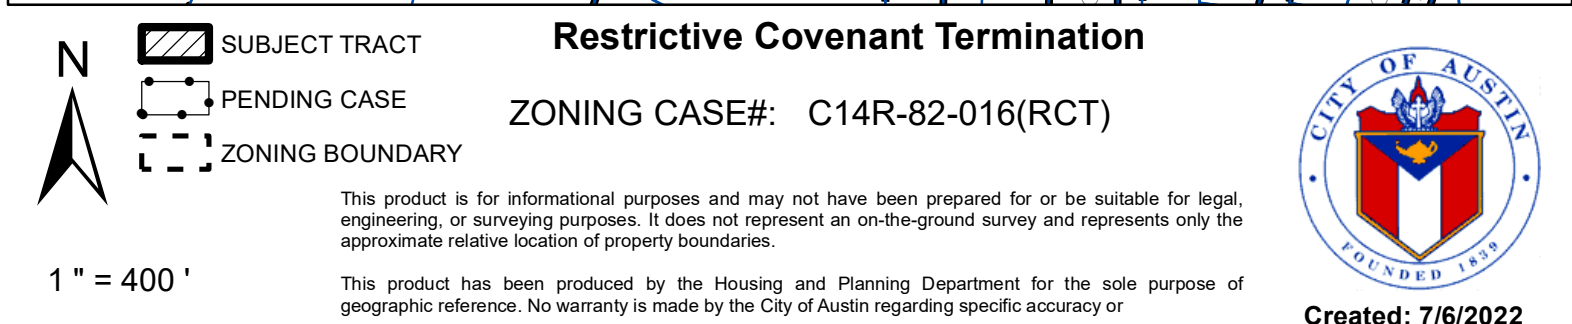 N
SUBJECT TRACT
PENDING CASE
ZONING BOUNDARY
1 " = 400 '
Restrictive Covenant Termination
ZONING CASE#: C14R-82-016(RCT)
This product is for informational purposes and may not have been prepared for or be suitable for legal,
engineering, or surveying purposes. It does not represent an on-the-ground survey and represents only the
approximate relative location of property boundaries.
This product has been produced by the Housing and Planning Department for the sole purpose of
geographic reference. No warranty is made by the City of Austin regarding specific accuracy or
CITY OF AUSTIN
FOUNDED 1839
Created: 7/6/2022